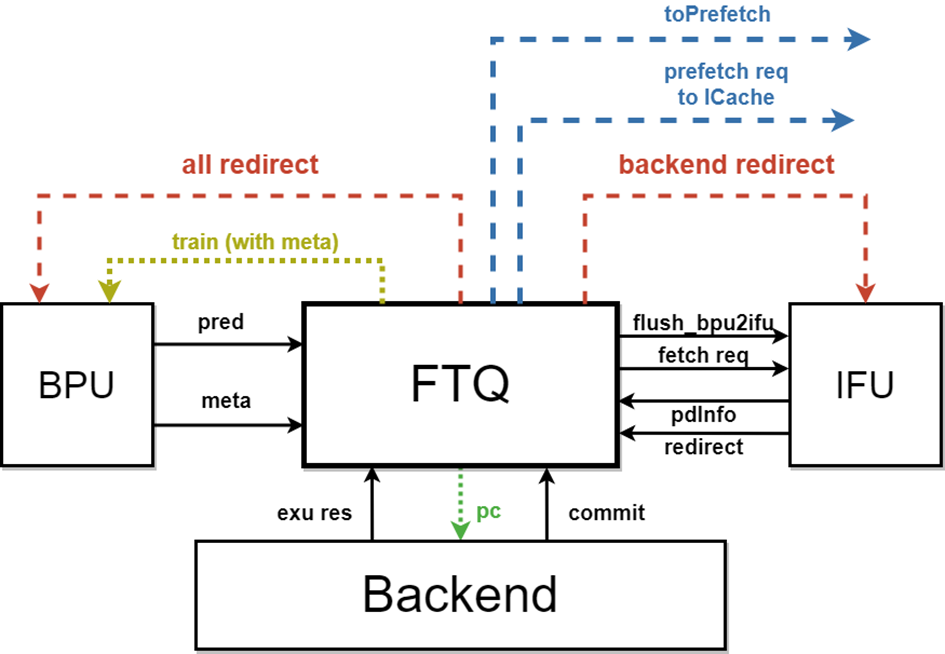 toPrefetch
prefetch req
to ICache
all redirect
backend redirect
train (with meta)
pred
flush_bpu2ifu
fetch req
BPU
FTQ
IFU
meta
pdInfo
redirect
exu res
pc
commit
Backend